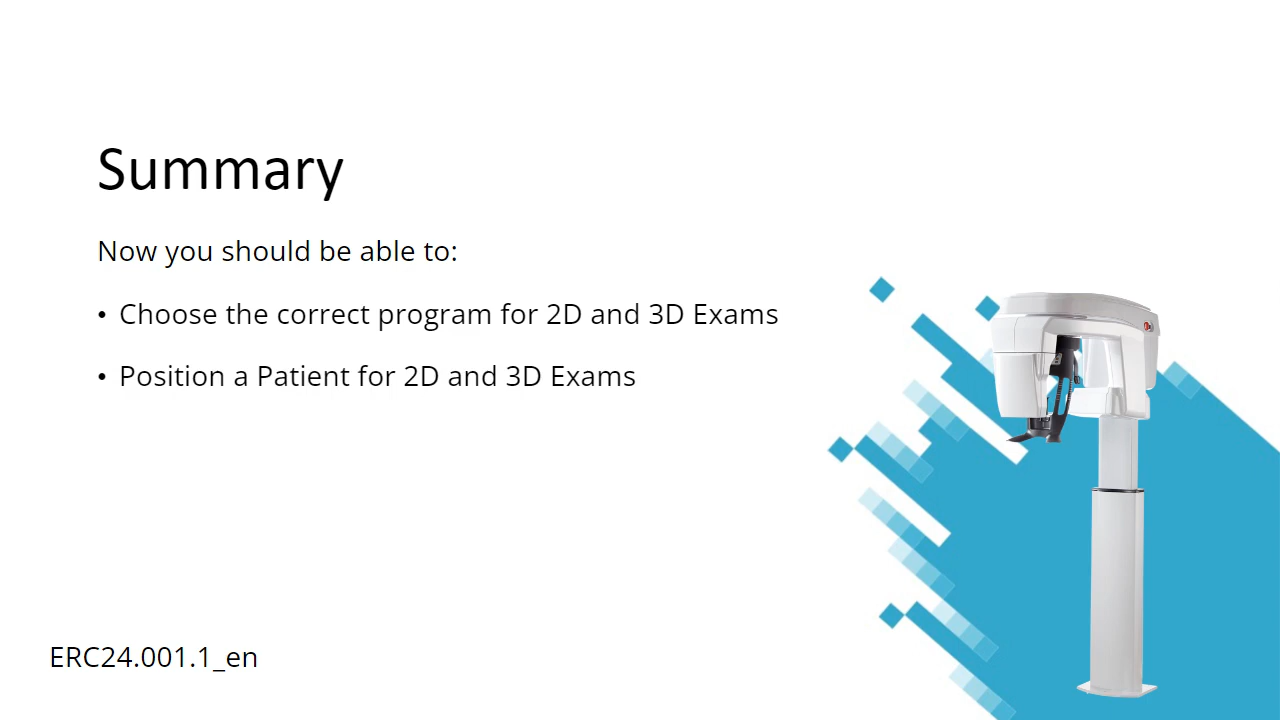 Summary
Now you should be able to:
• Choose the correct program for 2D and 3D Exams
• Position a Patient for 2D and 3D Exams
ERC24.001.1_en